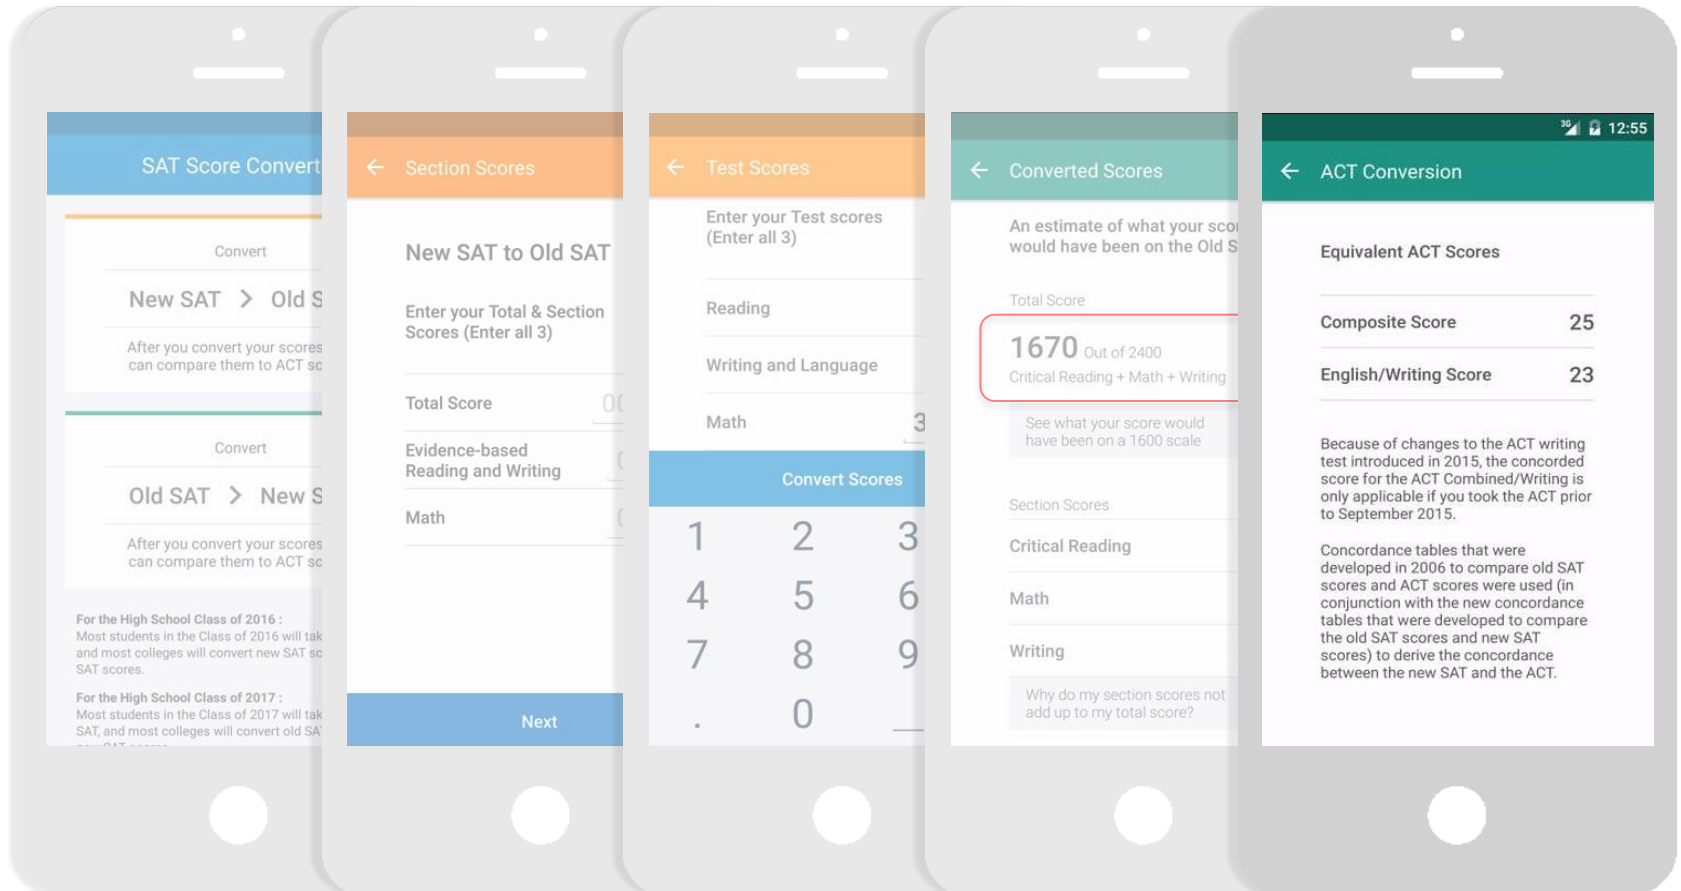 SAT Score Convert
Convert
New SAT > Old S
After you convert your scores
can compare them to ACT sc
Convert
Old SAT > New S
After you convert your scores
can compare them to ACT sc
For the High School Class of 2016 :
Most students in the Class of 2016 will tak
and most colleges will convert new SAT sc
SAT scores.
For the High School Class of 2017 :
Most students in the Class of 2017 will tak
SAT, and most colleges will convert old SA
← Section Scores
New SAT to Old SAT
Enter your Total & Section
Scores (Enter all 3)
Total Score 00
Evidence-based
Reading and Writing 0
Math 0
Next
← Test Scores
Enter your Test scores
(Enter all 3)
Reading
Writing and Language
Math 3
Convert Scores
1 2 3
4 5 6
7 8 9
. 0 _
← Converted Scores
An estimate of what your sco
would have been on the Old S
Total Score
1670 Out of 2400
Critical Reading + Math + Writing
See what your score would
have been on a 1600 scale
Section Scores
Critical Reading
Math
Writing
Why do my section scores not
add up to my total score?
3G 12:55
← ACT Conversion
Equivalent ACT Scores
Composite Score 25
English/Writing Score 23
Because of changes to the ACT writing
test introduced in 2015, the concorded
score for the ACT Combined/Writing is
only applicable if you took the ACT prior
to September 2015.
Concordance tables that were
developed in 2006 to compare old SAT
scores and ACT scores were used (in
conjunction with the new concordance
tables that were developed to compare
the old SAT scores and new SAT
scores) to derive the concordance
between the new SAT and the ACT.